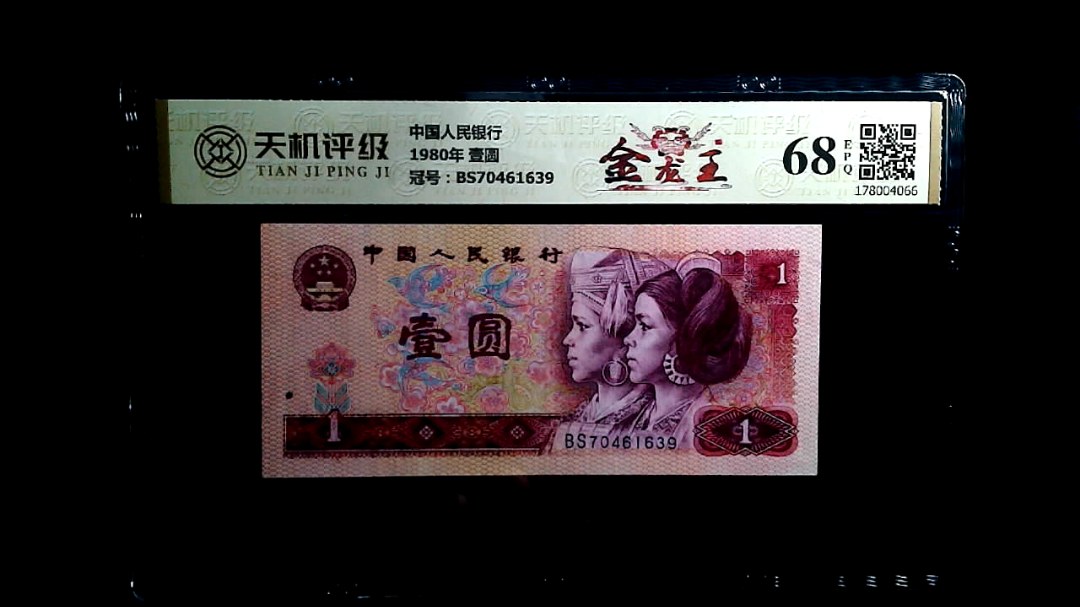 天机评级
TIAN JI PING JI
中国人民银行
1980年 壹圆
冠号：BS70461639
金龙王
68
EPQ
178004066
中国人民银行
壹圆
1
1
BS70461639
1